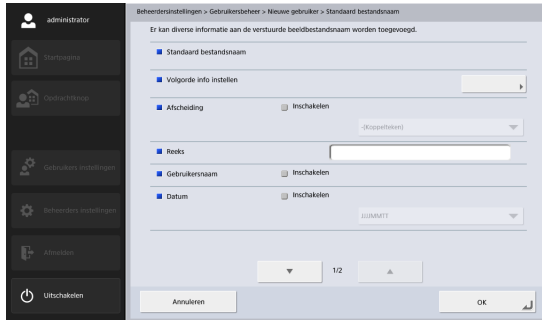 administrator
Startpagina
Opdrachtknop
Gebruikers instellingen
Beheerders instellingen
Afmelden
Uitschakelen
Beheerdersinstellingen > Gebruikersbeheer > Nieuwe gebruiker > Standaard bestandsnaam
Er kan diverse informatie aan de verstuurde beeldbestandsnaam worden toegevoegd.
Standaard bestandsnaam
Volgorde info instellen
Afscheiding
Inschakelen
-(Koppelteken)
Reeks
Gebruikersnaam
Inschakelen
Datum
Inschakelen
JJJJMMTT
1/2
Annuleren
OK